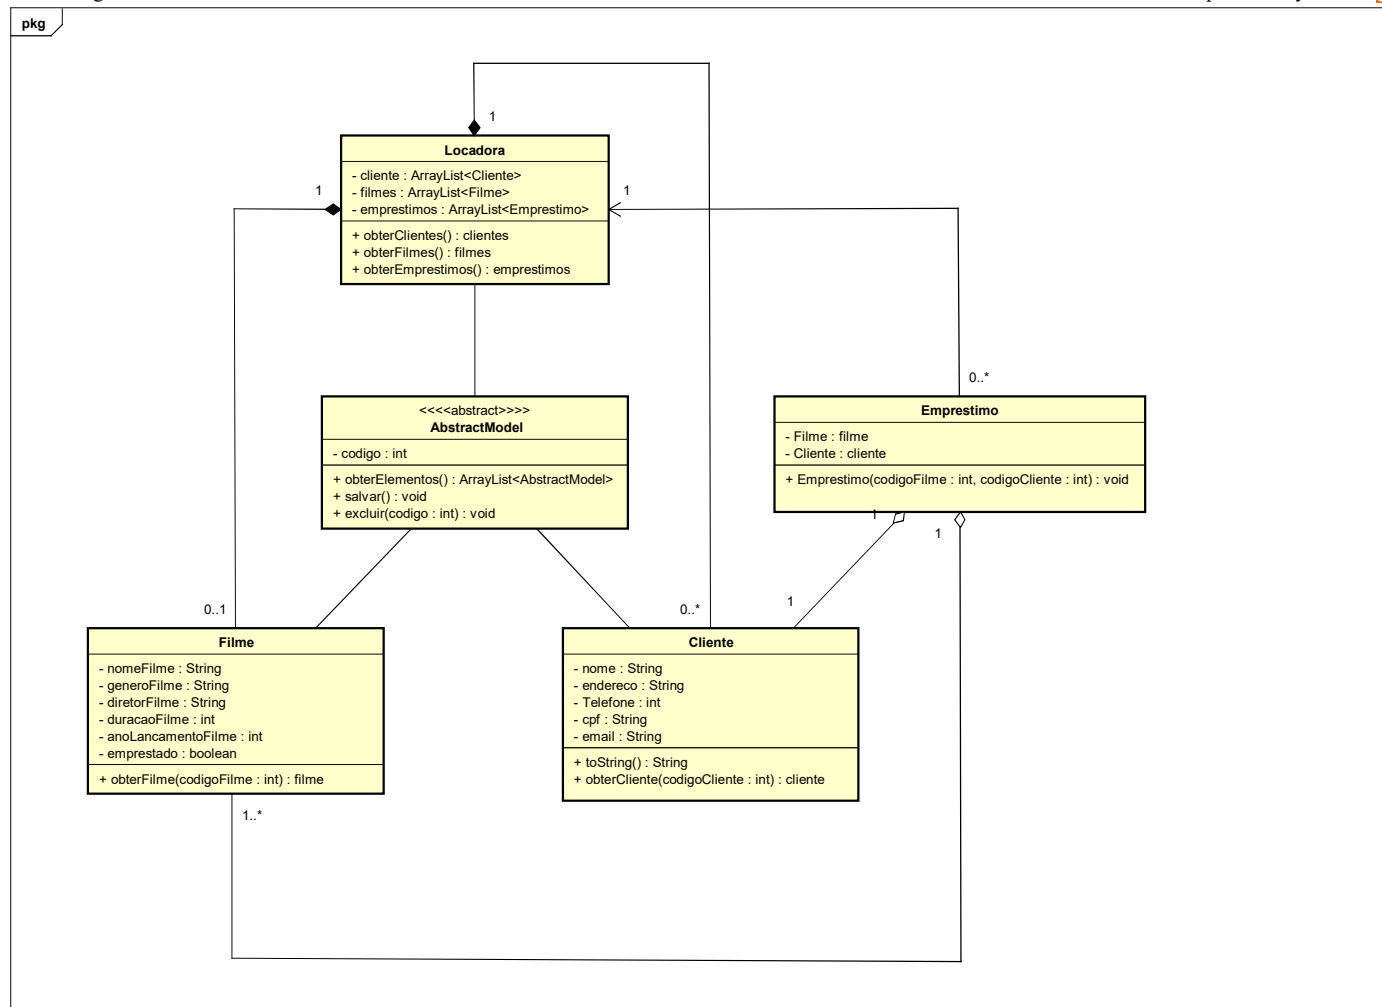 pkg
1
Locadora
- cliente : ArrayList<Cliente>
- filmes : ArrayList<Filme>
- emprestimos : ArrayList<Emprestimo>
+ obterClientes() : clientes
+ obterFilmes() : filmes
+ obterEmprestimos() : emprestimos
1
1
0..*
<<<<abstract>>>>
AbstractModel
- codigo : int
+ obterElementos() : ArrayList<AbstractModel>
+ salvar() : void
+ excluir(codigo : int) : void
Emprestimo
- Filme : filme
- Cliente : cliente
+ Emprestimo(codigoFilme : int, codigoCliente : int) : void
1
1
0..1
0..*
1
Filme
- nomeFilme : String
- generoFilme : String
- diretorFilme : String
- duracaoFilme : int
- anoLancamentoFilme : int
- emprestado : boolean
+ obterFilme(codigoFilme : int) : filme
Cliente
- nome : String
- endereco : String
- Telefone : int
- cpf : String
- email : String
+ toString() : String
+ obterCliente(codigoCliente : int) : cliente
1..*